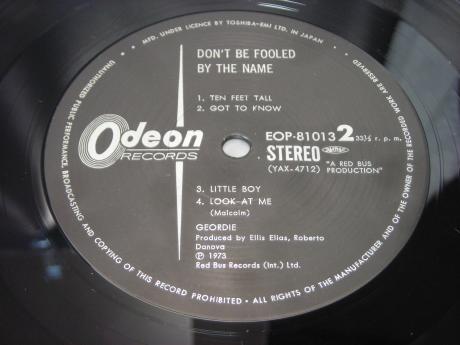 MFD. UNDER LICENCE BY TOSHIBA-EMI LTD. IN JAPAN • ALL RIGHTS OF THE MANUFACTURER AND OF THE OWNER OF THE RECORDED WORK ARE RESERVED
UNAUTHORIZED PUBLIC PERFORMANCE, BROADCASTING AND COPYING OF THIS RECORD PROHIBITED •
DON'T BE FOOLED
BY THE NAME
1. TEN FEET TALL
2. GOT TO KNOW
Odeon
RECORDS
EOP-81013 2 33⅓ r. p. m.
STEREO
(YAX-4712)
"A RED BUS
PRODUCTION"
3. LITTLE BOY
4. LOOK AT ME
(Malcolm)
GEORDIE
Produced by Ellis Elias, Roberto
Danova
Ⓟ 1973
Red Bus Records (Int.) Ltd.